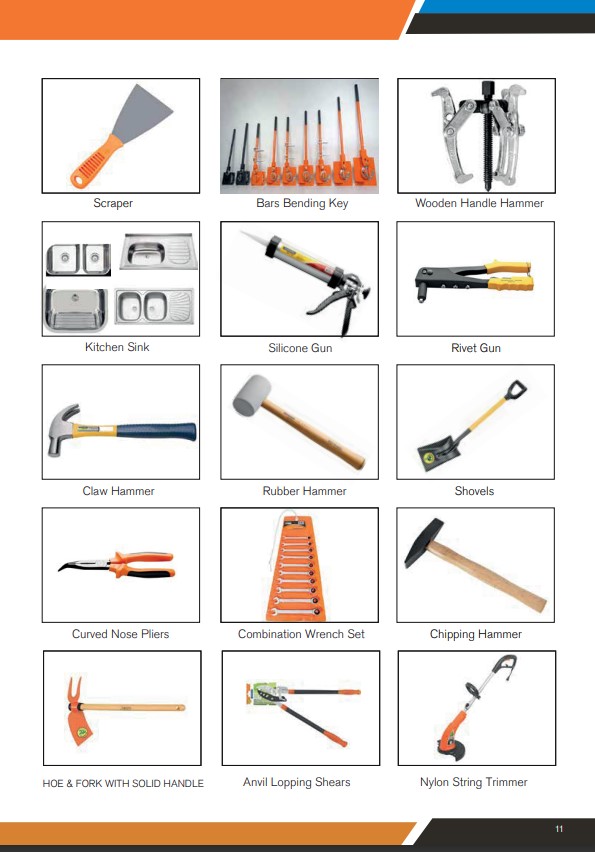 Scraper
Bars Bending Key
Wooden Handle Hammer
Kitchen Sink
Silicone Gun
Rivet Gun
Claw Hammer
Rubber Hammer
Shovels
Curved Nose Pliers
Combination Wrench Set
Chipping Hammer
HOE & FORK WITH SOLID HANDLE
Anvil Lopping Shears
Nylon String Trimmer
11